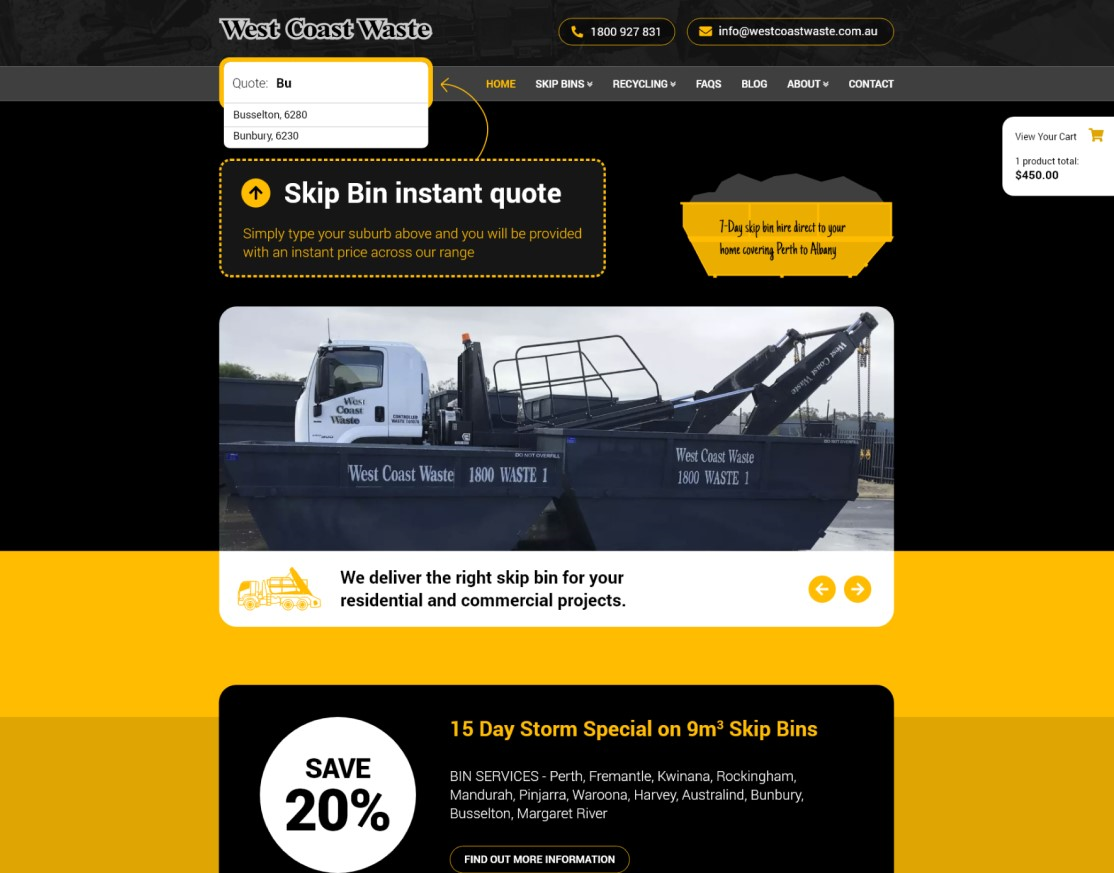 West Coast Waste
1800 927 831
info@westcoastwaste.com.au
Quote: Bu
HOME SKIP BINS RECYCLING FAQS BLOG ABOUT CONTACT
Busselton, 6280
Bunbury, 6230
View Your Cart
1 product total:
$450.00
Skip Bin instant quote
Simply type your suburb above and you will be provided
with an instant price across our range
7-Day skip bin hire direct to your
home covering Perth to Albany
West Coast Waste
West
Coast
Waste
DO NOT OVERFILL
DO NOT OVERFILL
West Coast Waste 1800 WASTE 1
West Coast Waste
1800 WASTE 1
We deliver the right skip bin for your
residential and commercial projects.
SAVE
20%
15 Day Storm Special on 9m³ Skip Bins
BIN SERVICES - Perth, Fremantle, Kwinana, Rockingham,
Mandurah, Pinjarra, Waroona, Harvey, Australind, Bunbury,
Busselton, Margaret River
FIND OUT MORE INFORMATION